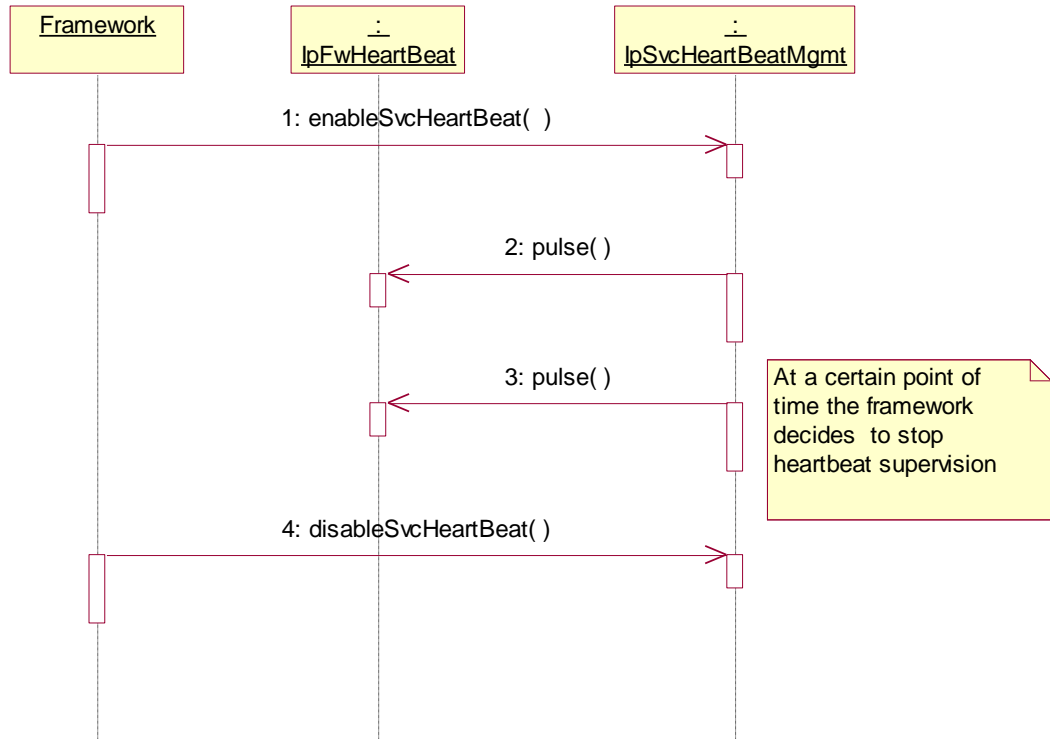 Framework
:
IpFwHeartBeat
:
IpSvcHeartBeatMgmt
1: enableSvcHeartBeat(  )
2: pulse( )
3: pulse( )
At a certain point of
time the framework
decides  to stop
heartbeat supervision
4: disableSvcHeartBeat( )